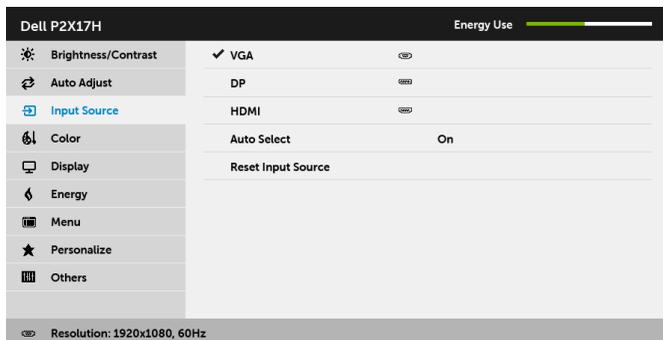 Dell P2X17H Energy Use
Brightness/Contrast VGA
Auto Adjust DP
Input Source HDMI
Color Auto Select On
Display Reset Input Source
Energy
Menu
Personalize
Others
Resolution: 1920x1080, 60Hz